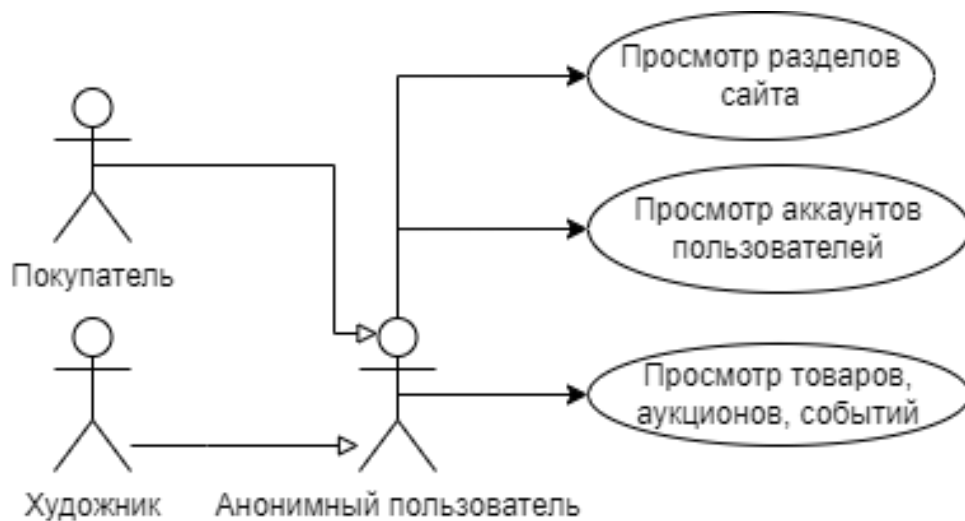 Просмотр разделов
сайта
Просмотр аккаунтов
пользователей
Покупатель
Просмотр товаров,
аукционов, событий
Художник
Анонимный пользователь